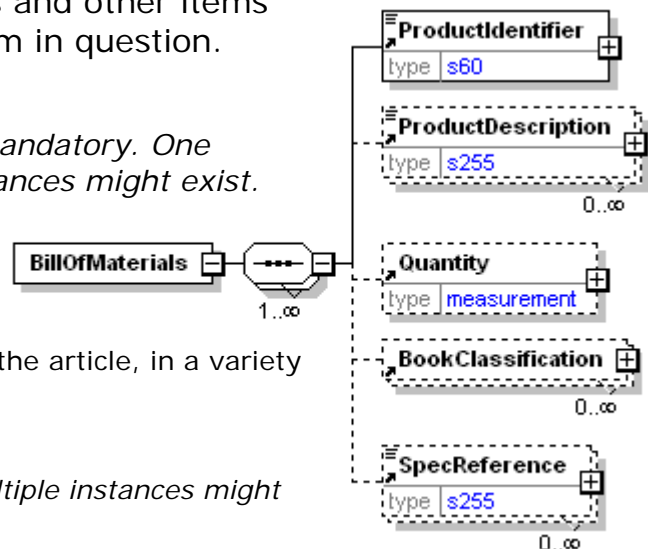 s and other items
m in question.
andatory. One
ances might exist.
the article, in a variety
ltiple instances might
BillOfMaterials
1..∞
ProductIdentifier
type s60
ProductDescription
type s255
0..∞
Quantity
type measurement
BookClassification
0..∞
SpecReference
type s255
0..∞